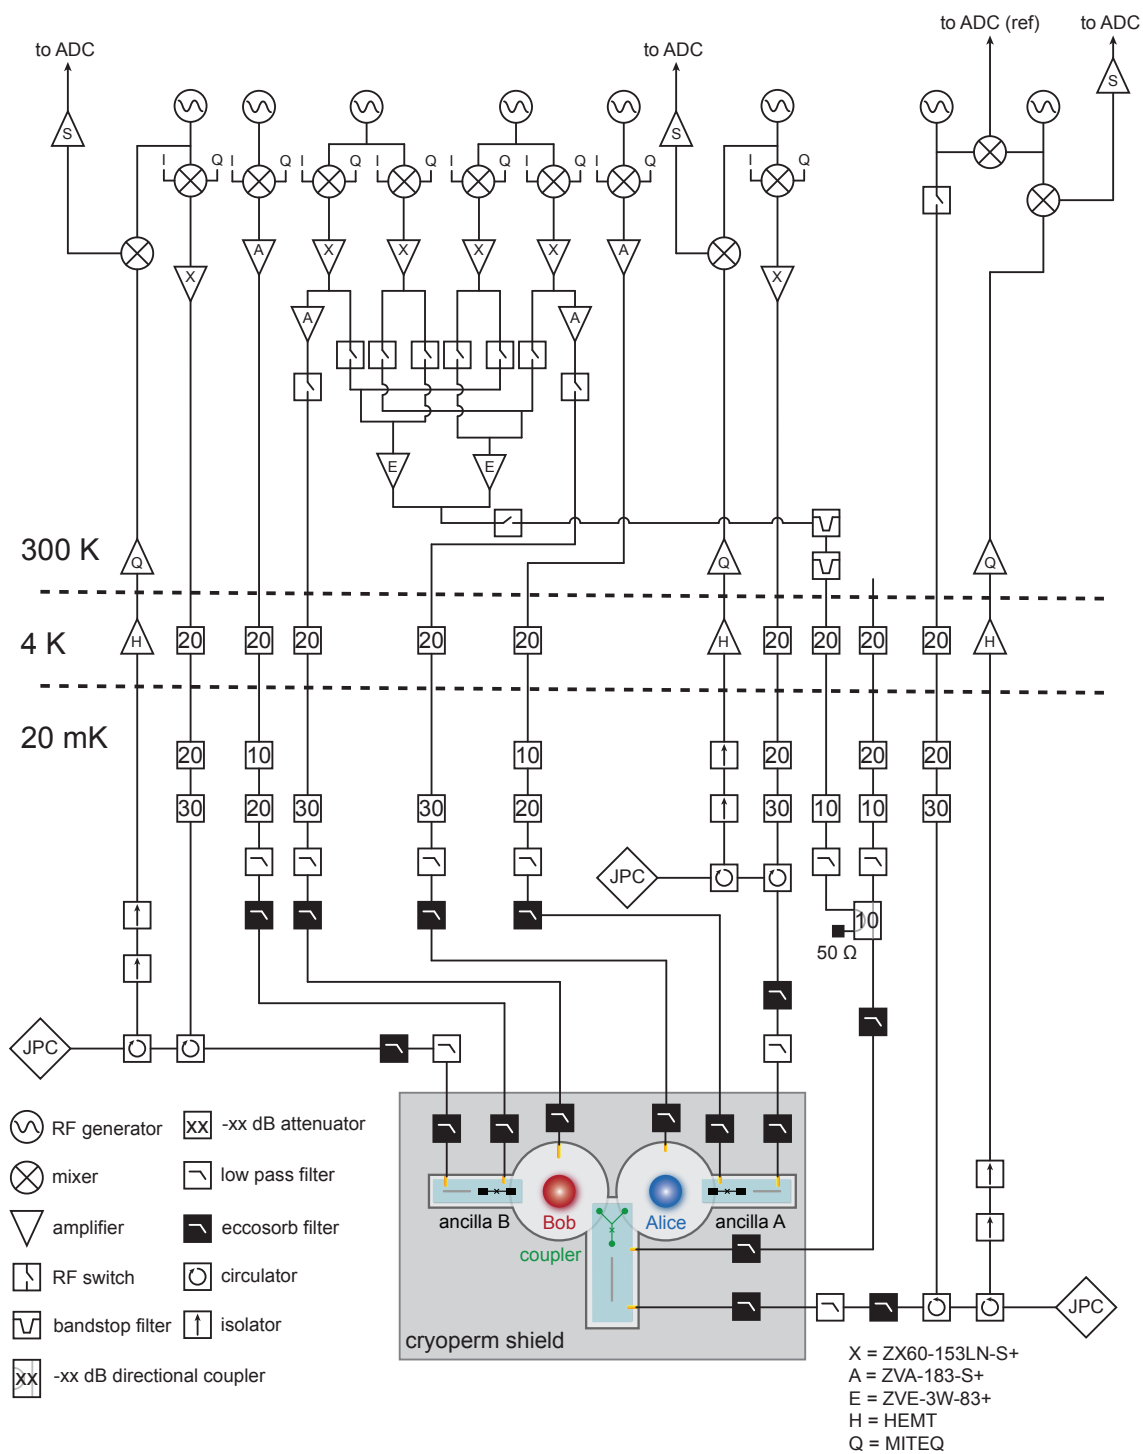 to ADC (ref)
to ADC
to ADC
to ADC
S
S
S
I
Q
I
Q
I
Q
I
Q
I
Q
I
Q
I
Q
I
Q
X
A
X
X
X
X
A
X
A
A
E
E
300 K
Q
Q
Q
4 K
H
20
20
20
20
20
H
20
20
20
20
20 mK
20
10
10
20
20
20
20
30
20
30
30
20
30
10
10
30
JPC
10
50 Ω
JPC
RF generator
xx
-xx dB attenuator
mixer
low pass filter
amplifier
eccosorb filter
RF switch
circulator
bandstop filter
isolator
xx
-xx dB directional coupler
ancilla B
Bob
Alice
ancilla A
coupler
cryoperm shield
JPC
X = ZX60-153LN-S+
A = ZVA-183-S+
E = ZVE-3W-83+
H = HEMT
Q = MITEQ